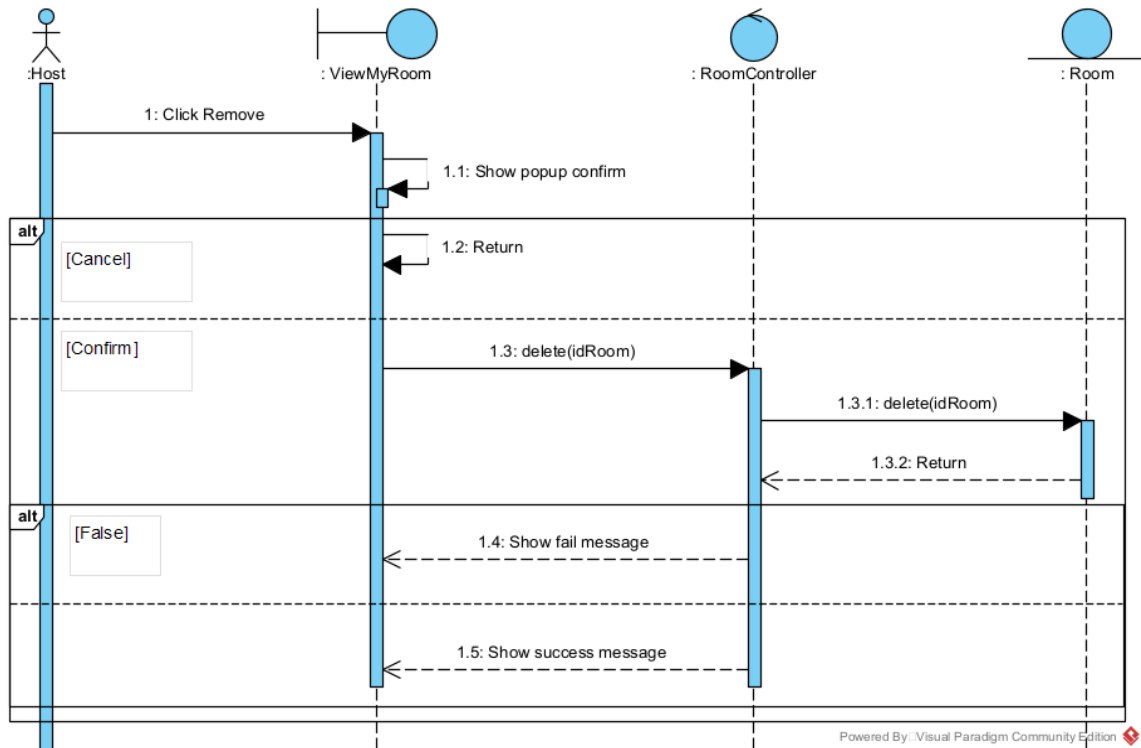 :Host
: ViewMyRoom
: RoomController
: Room
1: Click Remove
1.1: Show popup confirm
alt
1.2: Return
[Cancel]
[Confirm]
1.3: delete(idRoom)
1.3.1: delete(idRoom)
1.3.2: Return
alt
[False]
1.4: Show fail message
1.5: Show success message
Powered By Visual Paradigm Community Edition